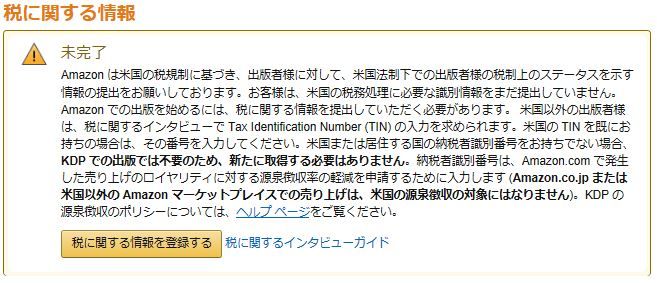 税に関する情報
未完了
Amazon は米国の税規制に基づき、出版者様に対して、米国法制下での出版者様の税制上のステータスを示す
情報の提出をお願いしております。お客様は、米国の税務処理に必要な識別情報をまだ提出していません。
Amazon での出版を始めるには、税に関する情報を提出していただく必要があります。 米国以外の出版者様
は、税に関するインタビューで Tax Identification Number (TIN) の入力を求められます。米国の TIN を既にお
持ちの場合は、その番号を入力してください。米国または居住する国の納税者識別番号をお持ちでない場合、
KDP での出版では不要のため、新たに取得する必要はありません。納税者識別番号は、Amazon.com で発生
した売り上げのロイヤリティに対する源泉徴収率の軽減を申請するために入力します (Amazon.co.jp または
米国以外の Amazon マーケットプレイスでの売り上げは、米国の源泉徴収の対象にはなりません)。KDP の
源泉徴収のポリシーについては、ヘルプ ページをご覧ください。
税に関する情報を登録する 税に関するインタビューガイド